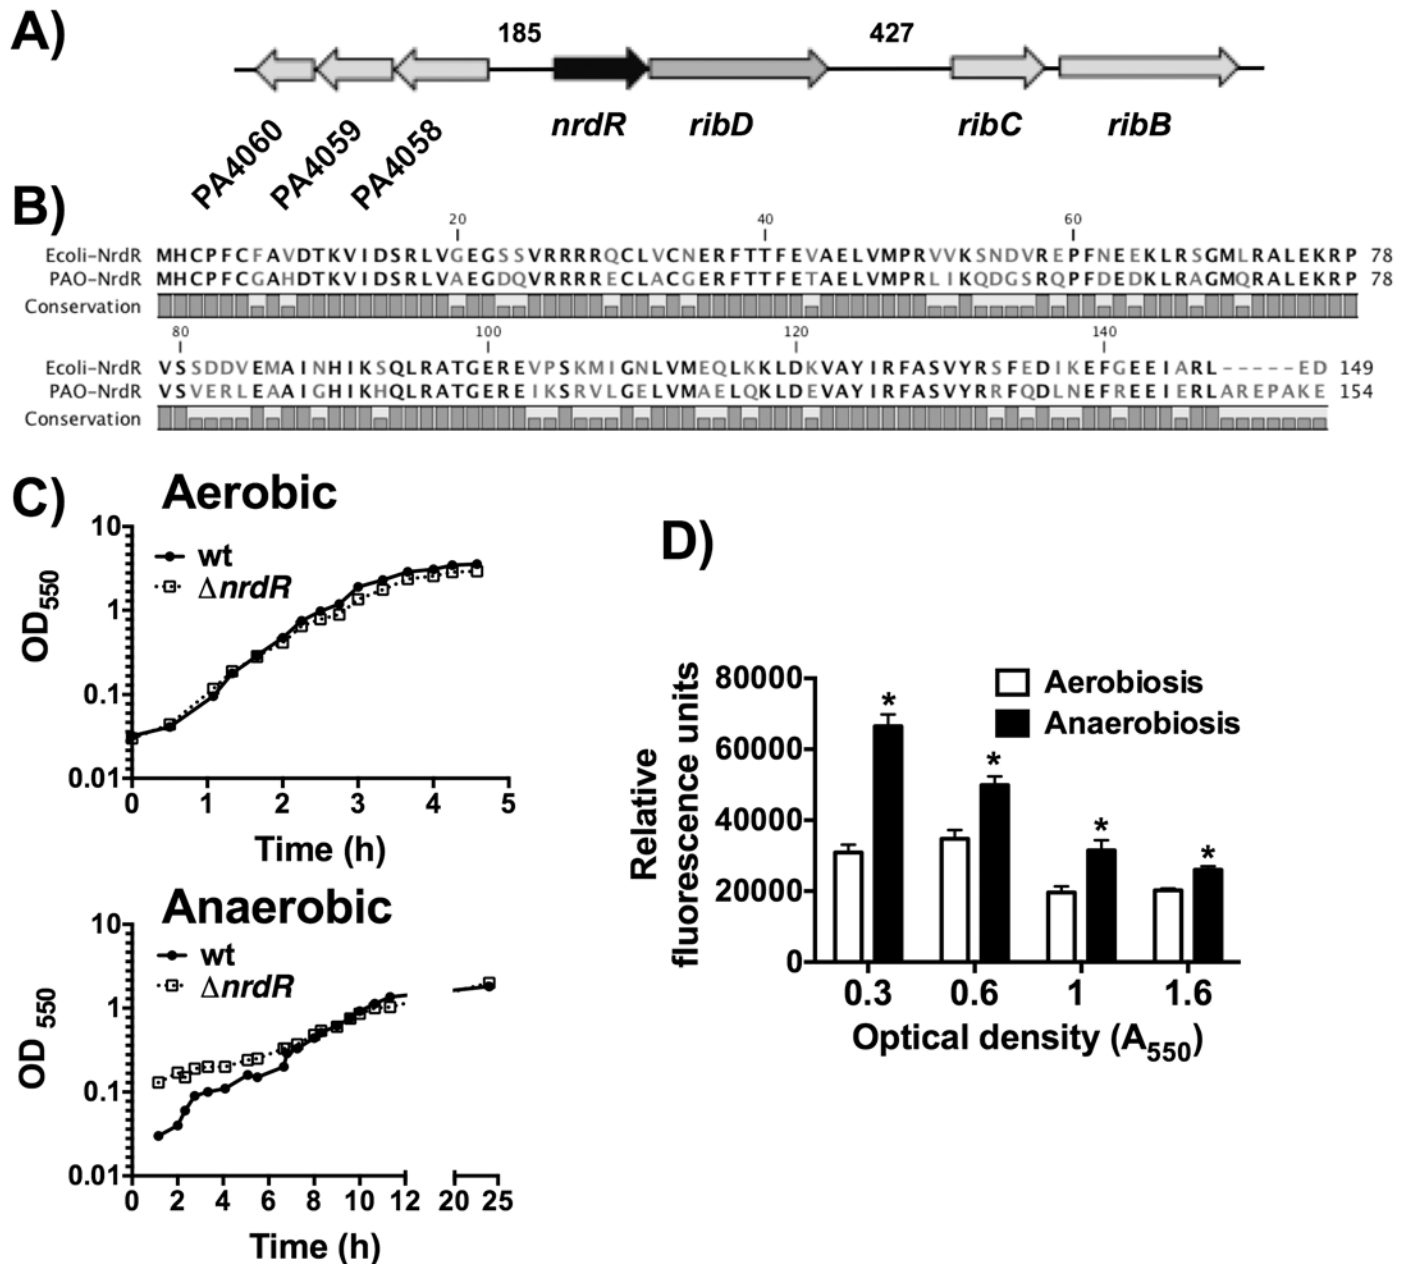 A)
185 427
nrdR ribD ribC ribB
PA4060 PA4059 PA4058
B)
20 40 60
Ecoli-NrdR MHCPFCFAVDTKVIDSRLVGEGSSVRRRRQCLVCNERFTTFEVAELVMPRVVKSNDVREPFNEEKLRSGMLRALEKRP 78
PAO-NrdR MHCPFCGAHDTKVIDSRLVAEGDQVRRRRECLACGERFTTFETAELVMPRLIKQDGSRQPFDEDKLRAGMQRALEKRP 78
Conservation
80 100 120 140
Ecoli-NrdR VSSDDVEMAINHIKSQLRATGEREVPSKMIGNLVMEQLKKLDKVAYIRFASVYRSFEDIKEFGEEIARL-----ED 149
PAO-NrdR VSVERLEAAIGHIKHQLRATGEREIKSRVLGELVMAELQKLDEVAYIRFASVYRRFQDLNEFREEIERLAREPAKE 154
Conservation
C)
Aerobic
wt
ΔnrdR
OD550
10
1
0.1
0.01
0 1 2 3 4 5
Time (h)
Anaerobic
wt
ΔnrdR
OD550
10
1
0.1
0.01
0 2 4 6 8 10 12 20 25
Time (h)
D)
Aerobiosis
Anaerobiosis
Relative
fluorescence units
80000
60000
40000
20000
0
* * * *
0.3 0.6 1 1.6
Optical density (A550)